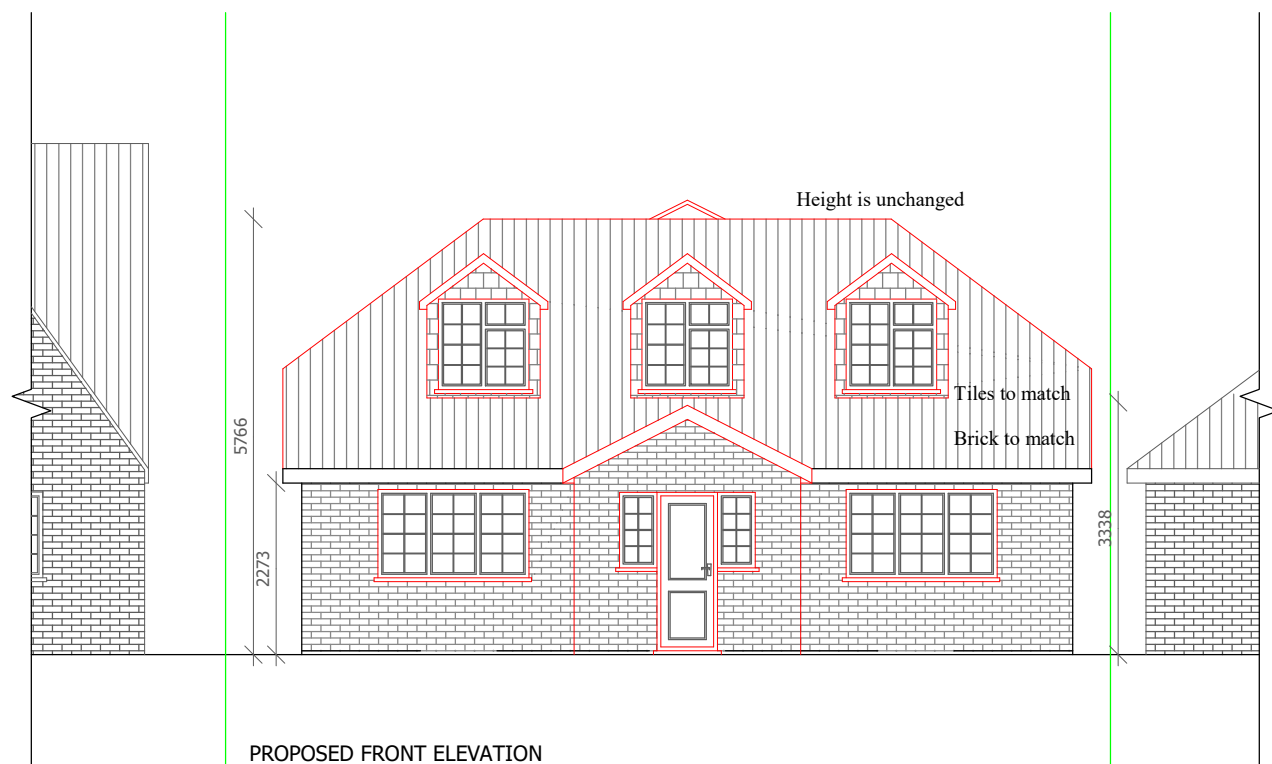 Height is unchanged
Tiles to match
Brick to match
5766
2273
3338
PROPOSED FRONT ELEVATION